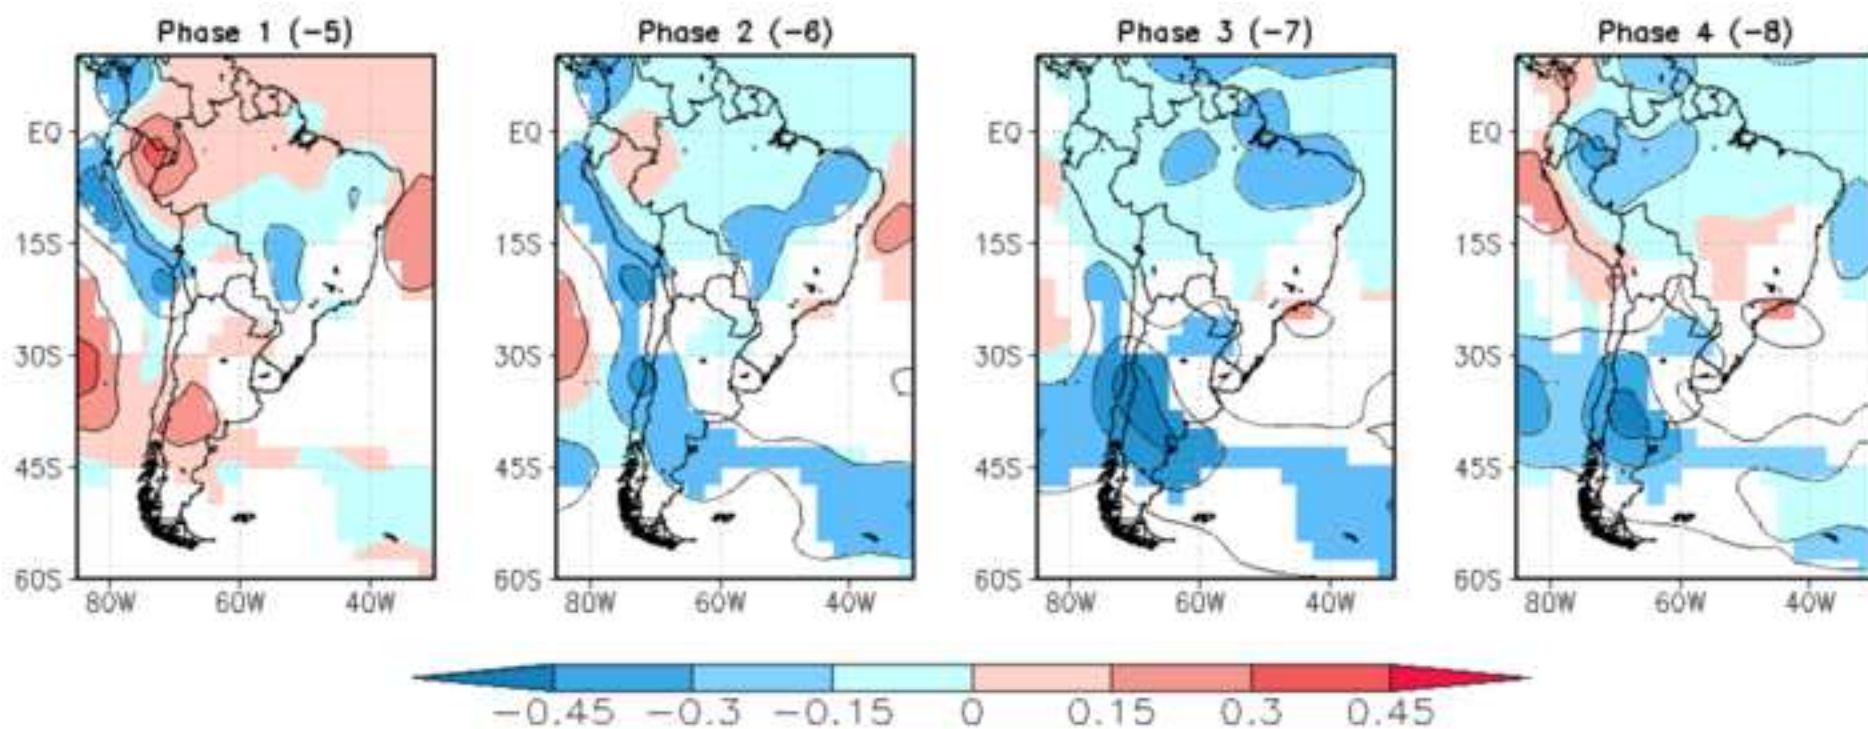 Phase 1 (-5) Phase 2 (-6) Phase 3 (-7) Phase 4 (-8)
EQ EQ EQ EQ
15S 15S 15S 15S
30S 30S 30S 30S
45S 45S 45S 45S
60S 60S 60S 60S
80W 60W 40W 80W 60W 40W 80W 60W 40W 80W 60W 40W
-0.45 -0.3 -0.15 0 0.15 0.3 0.45